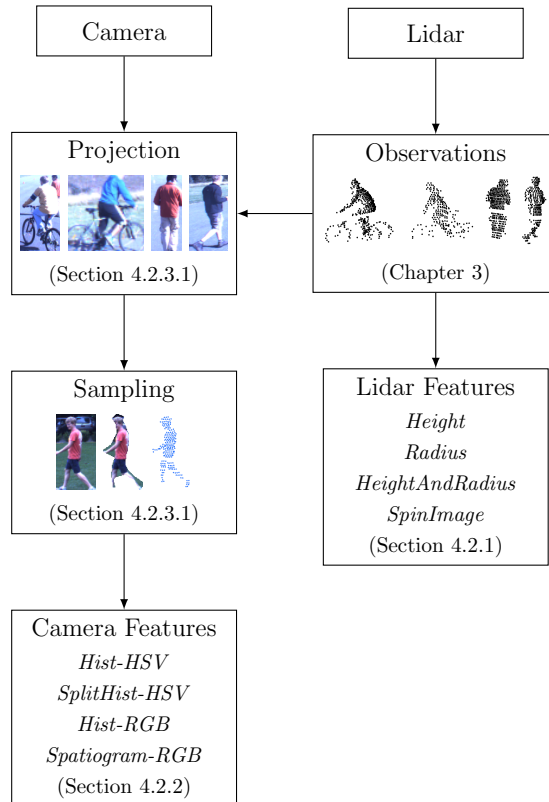 Camera
Lidar
Projection
(Section 4.2.3.1)
Observations
(Chapter 3)
Sampling
(Section 4.2.3.1)
Lidar Features
Height
Radius
HeightAndRadius
SpinImage
(Section 4.2.1)
Camera Features
Hist-HSV
SplitHist-HSV
Hist-RGB
Spatiogram-RGB
(Section 4.2.2)